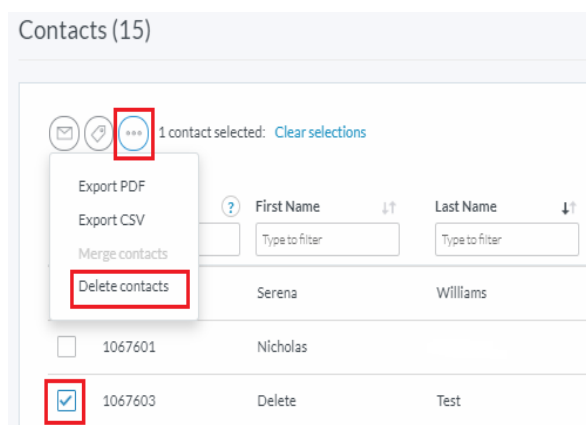 Contacts (15)
1 contact selected: Clear selections
Export PDF
Export CSV
Merge contacts
Delete contacts
? First Name Last Name
Type to filter Type to filter
Serena Williams
1067601 Nicholas
1067603 Delete Test